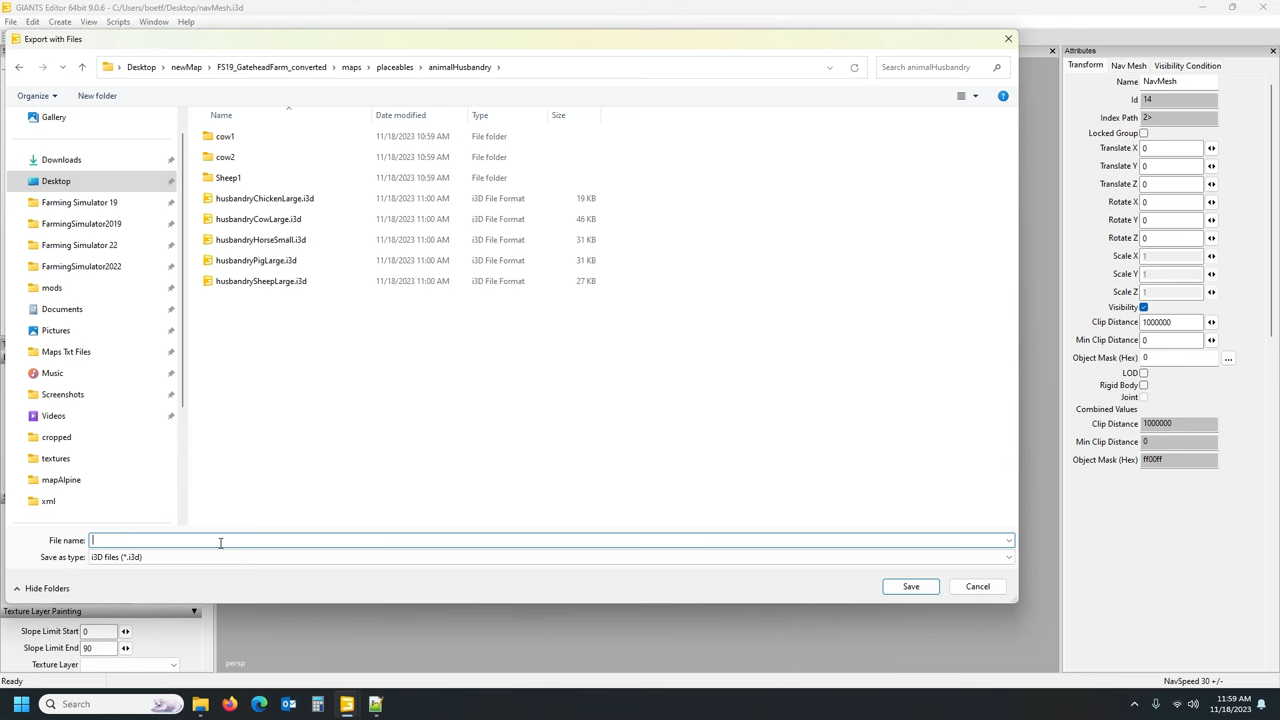 GIANTS Editor 64bit - 9.0.6 - C:/Users/boetf/Desktop/navMesh.i3d
File Edit Create View Scripts Window Help
Export with Files
Desktop newMap FS19_GateheadFarm_converted maps placeables animalHusbandry
Search animalHusbandry
Organize New folder
Gallery
Downloads
Desktop
Farming Simulator 19
FarmingSimulator2019
Farming Simulator 22
FarmingSimulator2022
mods
Documents
Pictures
Maps Txt Files
Music
Screenshots
Videos
cropped
textures
mapAlpine
xml
Name Date modified Type Size
cow1 11/18/2023 10:59 AM File folder
cow2 11/18/2023 10:59 AM File folder
Sheep1 11/18/2023 10:59 AM File folder
husbandryChickenLarge.i3d 11/18/2023 11:00 AM i3D File Format 19 KB
husbandryCowLarge.i3d 11/18/2023 11:00 AM i3D File Format 46 KB
husbandryHorseSmall.i3d 11/18/2023 11:00 AM i3D File Format 31 KB
husbandryPigLarge.i3d 11/18/2023 11:00 AM i3D File Format 31 KB
husbandrySheepLarge.i3d 11/18/2023 11:00 AM i3D File Format 27 KB
File name:
Save as type: i3D files (*.i3d)
Hide Folders
Save Cancel
Attributes
Transform Nav Mesh Visibility Condition
Name NavMesh
Id 14
Index Path 2>
Locked Group
Translate X 0
Translate Y 0
Translate Z 0
Rotate X 0
Rotate Y 0
Rotate Z 0
Scale X 1
Scale Y 1
Scale Z 1
Visibility
Clip Distance 1000000
Min Clip Distance 0
Object Mask (Hex) 0 ...
LOD
Rigid Body
Joint
Combined Values
Clip Distance 1000000
Min Clip Distance 0
Object Mask (Hex) ff00ff
Texture Layer Painting
Slope Limit Start 0
Slope Limit End 90
Texture Layer
persp
Ready
NavSpeed 30 +/-
Search
11:59 AM
11/18/2023